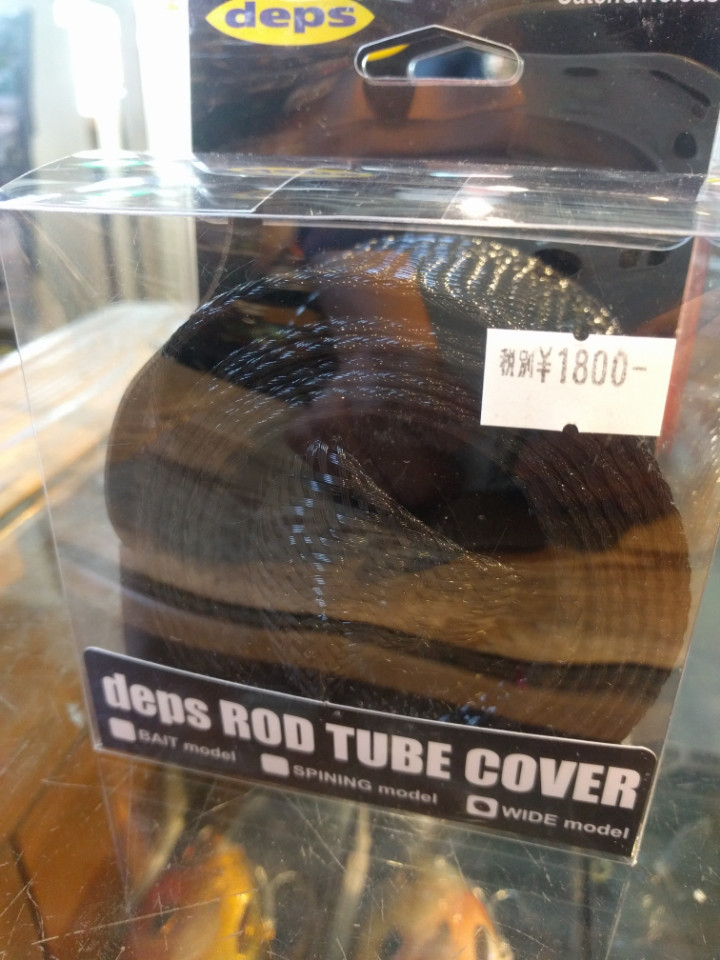 deps
税別¥1800-
deps ROD TUBE COVER
BAIT model
SPINING model
WIDE model